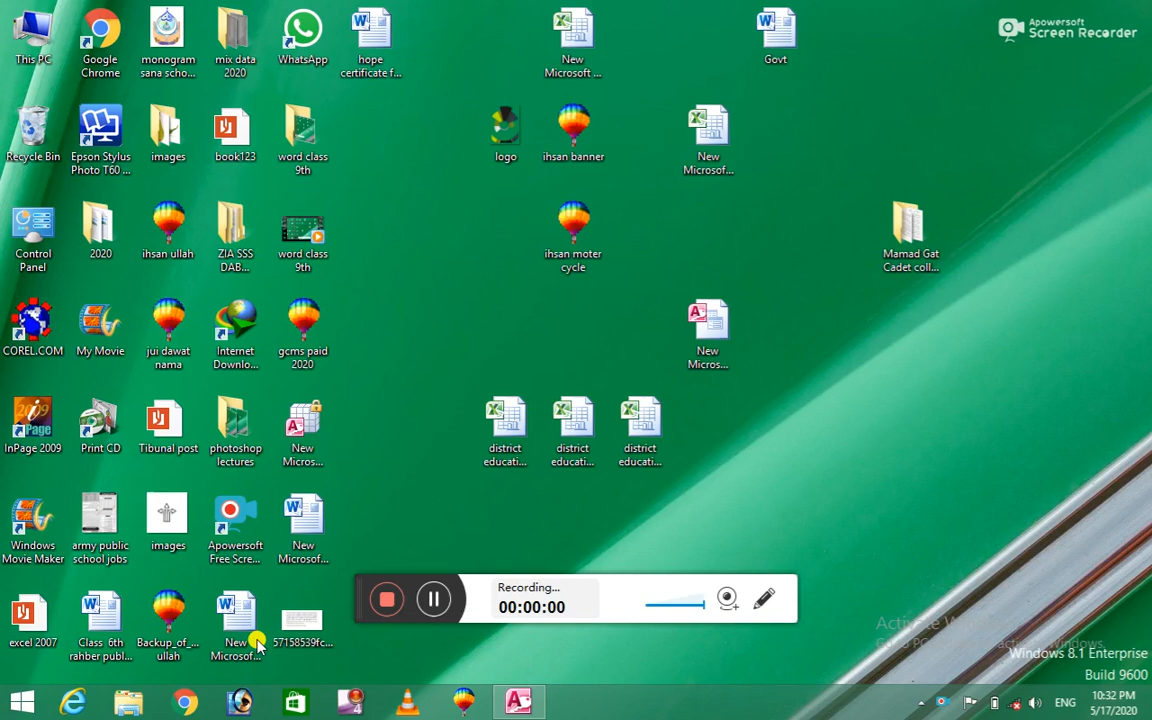 Apowersoft
Screen Recorder
This PC
Google
Chrome
monogram
sana scho...
mix data
2020
WhatsApp
hope
certificate f...
New
Microsoft ...
Govt
Recycle Bin
Epson Stylus
Photo T60 ...
images
book123
word class
9th
logo
ihsan banner
New
Microsof...
Control
Panel
2020
ihsan ullah
ZIA SSS
DAB...
word class
9th
ihsan moter
cycle
Mamad Gat
Cadet coll...
COREL.COM
My Movie
jui dawat
nama
Internet
Downlo...
gcms paid
2020
New
Micros...
InPage 2009
Print CD
Tibunal post
photoshop
lectures
New
Micros...
district
educati...
district
educati...
district
educati...
Windows
Movie Maker
army public
school jobs
images
Apowersoft
Free Scre...
New
Microsof...
Recording...
00:00:00
excel 2007
Class 6th
rahber publ...
Backup_of_...
ullah
New
Microsof...
57158539fc...
Windows 8.1 Enterprise
Build 9600
ENG
10:32 PM
5/17/2020